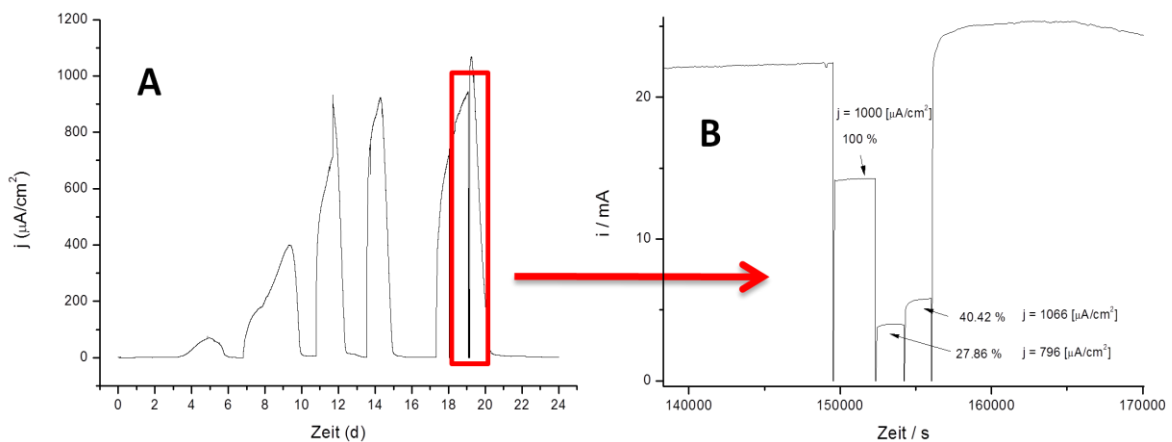 1200
1000
800
600
400
200
0
j (µA/cm²)
A
0 2 4 6 8 10 12 14 16 18 20 22 24
Zeit (d)
20
10
0
i / mA
B
j = 1000 [µA/cm²]
100 %
40.42 % j = 1066 [µA/cm²]
27.86 % j = 796 [µA/cm²]
140000 150000 160000 170000
Zeit / s